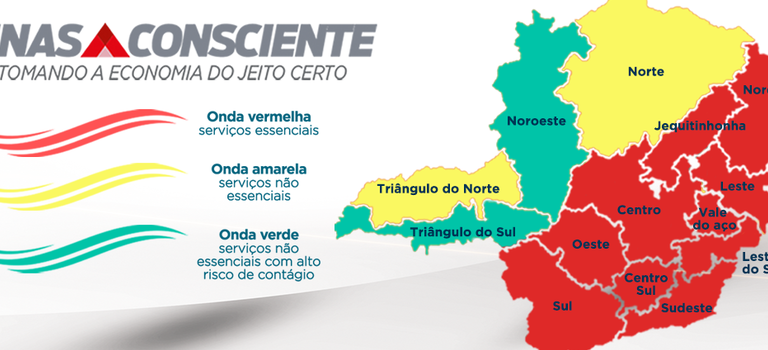 NAS CONSCIENTE
TOMANDO A ECONOMIA DO JEITO CERTO
Onda vermelha
serviços essenciais
Onda amarela
serviços não
essenciais
Onda verde
serviços não
essenciais com alto
risco de contágio
Norte
Nor
Noroeste
Jequitinhonha
Triângulo do Norte
Leste
Centro
Vale
do aço
Triângulo do Sul
Oeste
Lest
do S
Centro
Sul
Sul
Sudeste